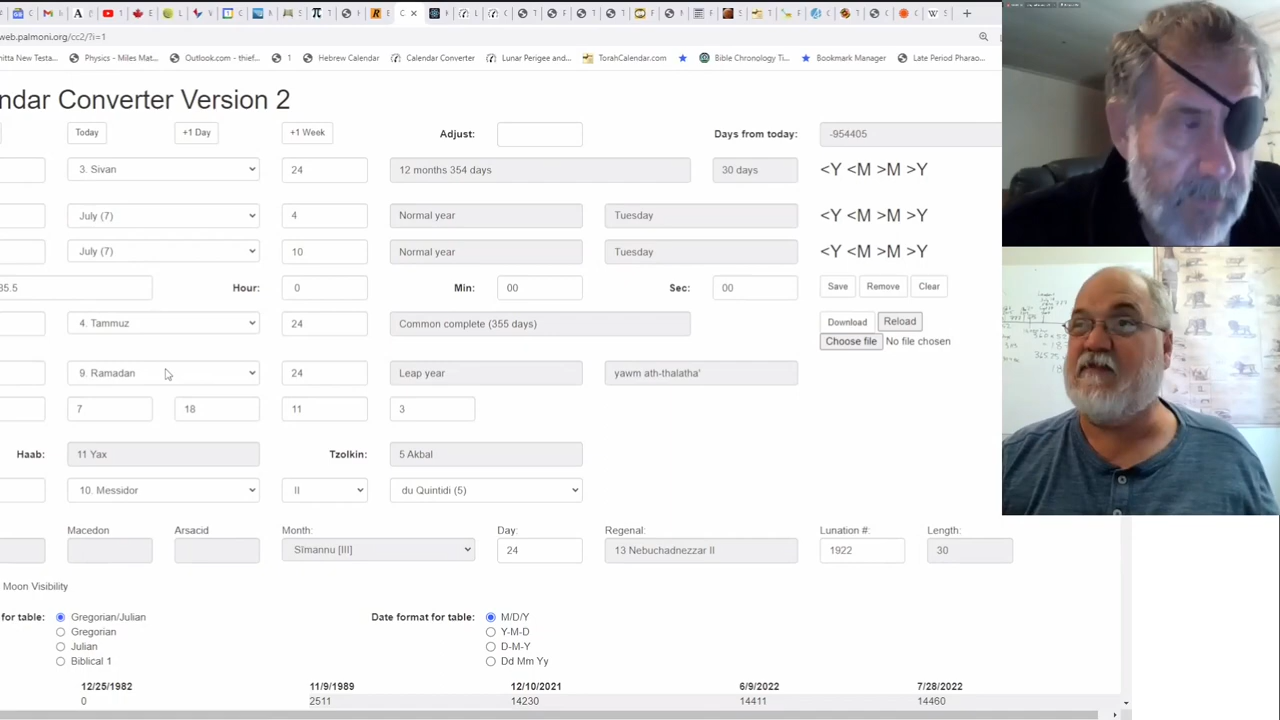 web.palmoni.org/cc2/?i=1
itta New Testa... Physics - Miles Mat... Outlook.com - thief... 1 Hebrew Calendar Calendar Converter Lunar Perigee and... TorahCalendar.com Bible Chronology Ti... Bookmark Manager Late Period Pharao...
ndar Converter Version 2
Today +1 Day +1 Week Adjust: Days from today: -954405
3. Sivan 24 12 months 354 days 30 days <Y <M >M >Y
July (7) 4 Normal year Tuesday <Y <M >M >Y
July (7) 10 Normal year Tuesday <Y <M >M >Y
35.5 Hour: 0 Min: 00 Sec: 00 Save Remove Clear
4. Tammuz 24 Common complete (355 days) Download Reload
Choose file No file chosen
9. Ramadan 24 Leap year yawm ath-thalatha'
7 18 11 3
Haab: 11 Yax Tzolkin: 5 Akbal
10. Messidor II du Quintidi (5)
Macedon Arsacid Month: Day: Regenal: Lunation #: Length:
Sīmannu [III] 24 13 Nebuchadnezzar II 1922 30
Moon Visibility
for table: Gregorian/Julian Date format for table: M/D/Y
Gregorian Y-M-D
Julian D-M-Y
Biblical 1 Dd Mm Yy
12/25/1982 11/9/1989 12/10/2021 6/9/2022 7/28/2022
0 2511 14230 14411 14460